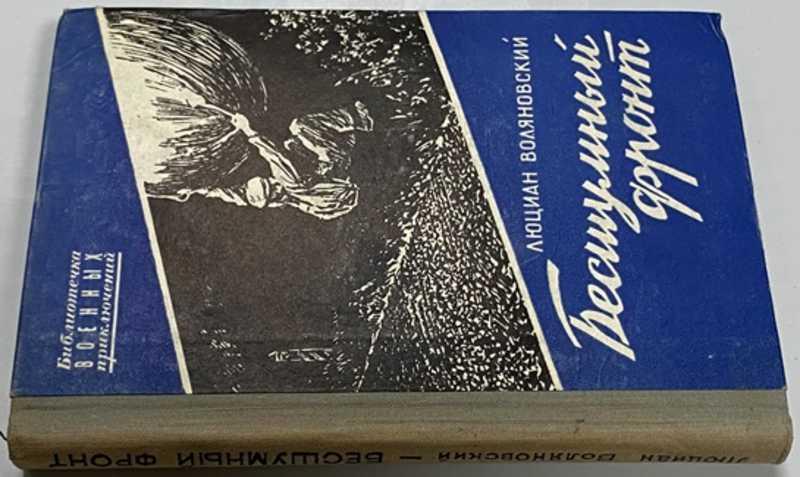 Библиотечка
ВОЕННЫХ
приключений
ЛЮЦИАН ВОЛЯНОВСКИЙ
Бесшумный
фронт
Люциан Воляновский — БЕСШУМНЫЙ ФРОНТ